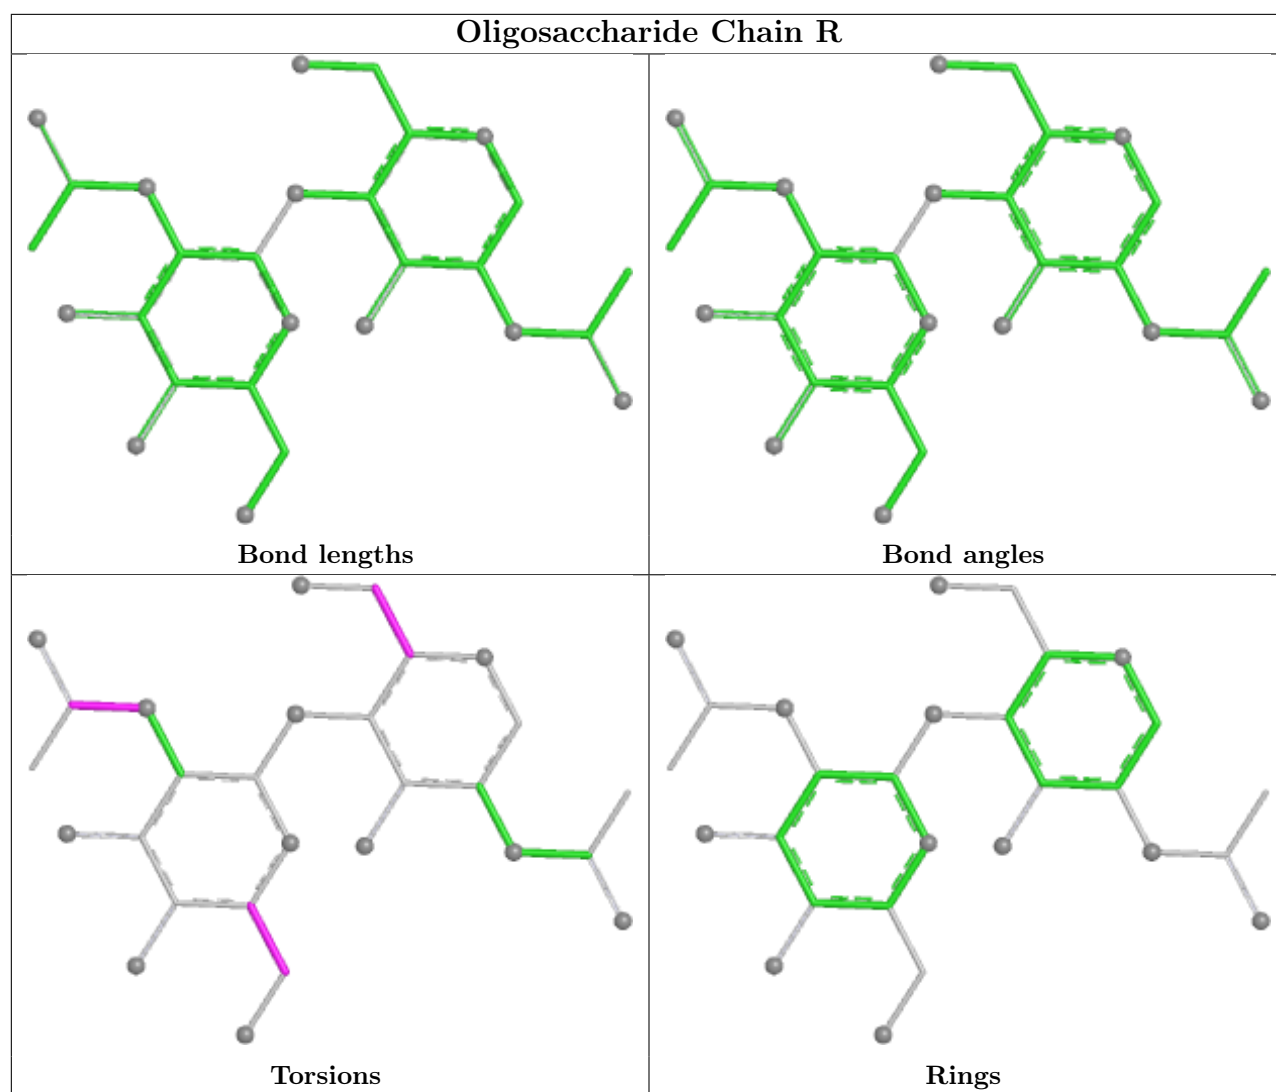 Oligosaccharide Chain R
Bond lengths
Bond angles
Torsions
Rings